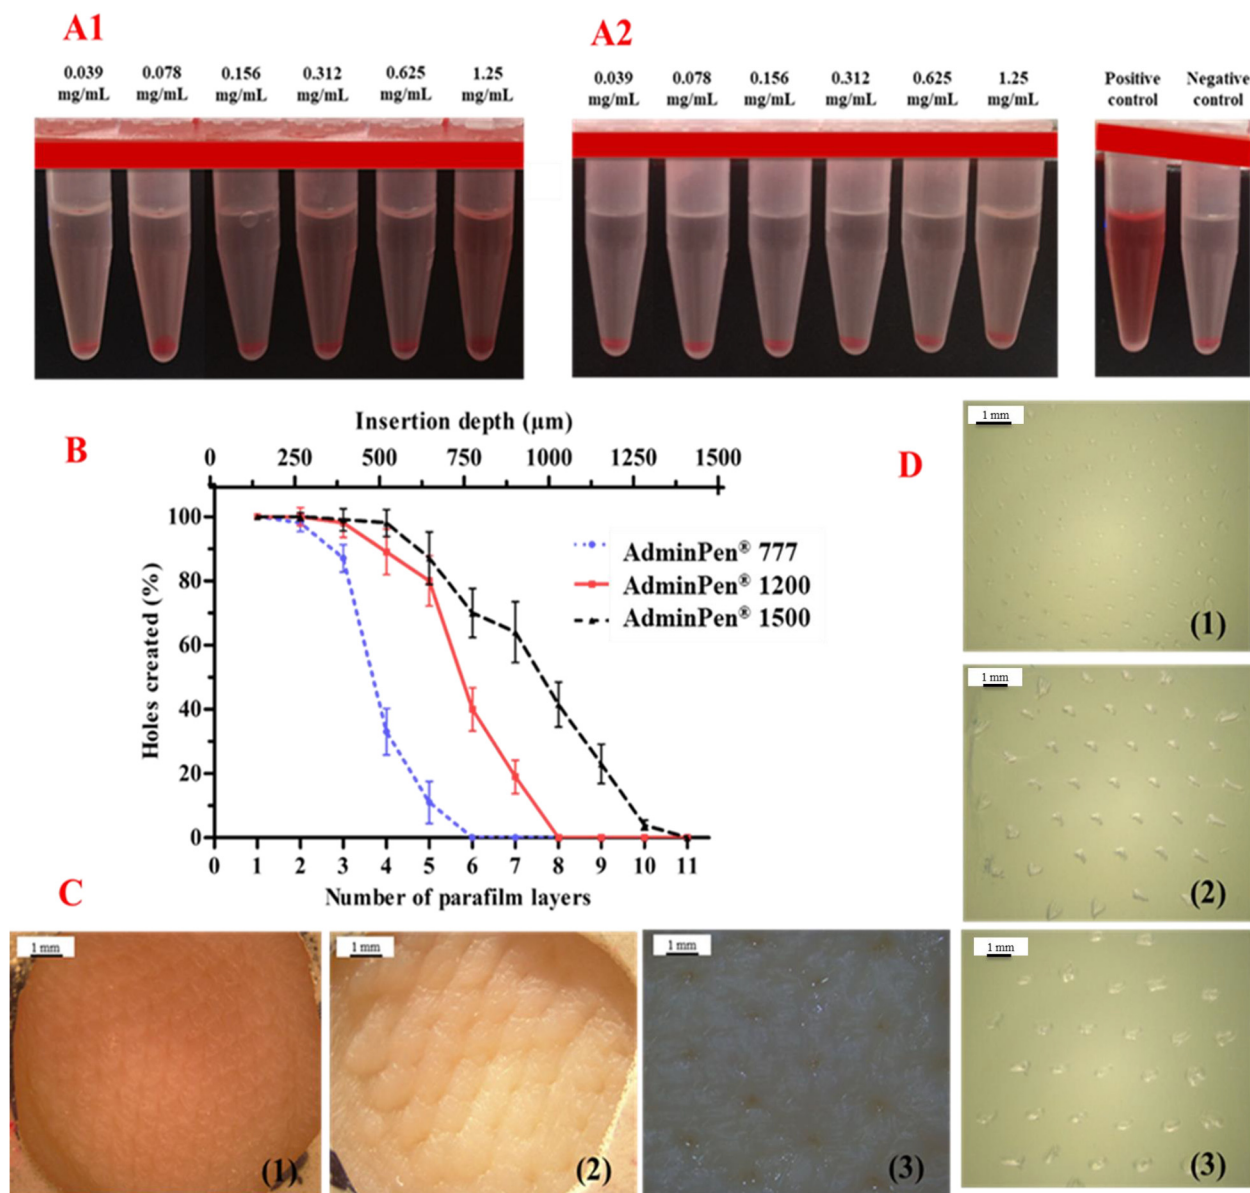 A1
A2
0.039
mg/mL
0.078
mg/mL
0.156
mg/mL
0.312
mg/mL
0.625
mg/mL
1.25
mg/mL
0.039
mg/mL
0.078
mg/mL
0.156
mg/mL
0.312
mg/mL
0.625
mg/mL
1.25
mg/mL
Positive
control
Negative
control
B
Insertion depth (µm)
0 250 500 750 1000 1250 1500
Holes created (%)
100
80
60
40
20
0
AdminPen® 777
AdminPen® 1200
AdminPen® 1500
0 1 2 3 4 5 6 7 8 9 10 11
Number of parafilm layers
D
1 mm
(1)
1 mm
(2)
1 mm
(3)
C
1 mm
(1)
1 mm
(2)
1 mm
(3)